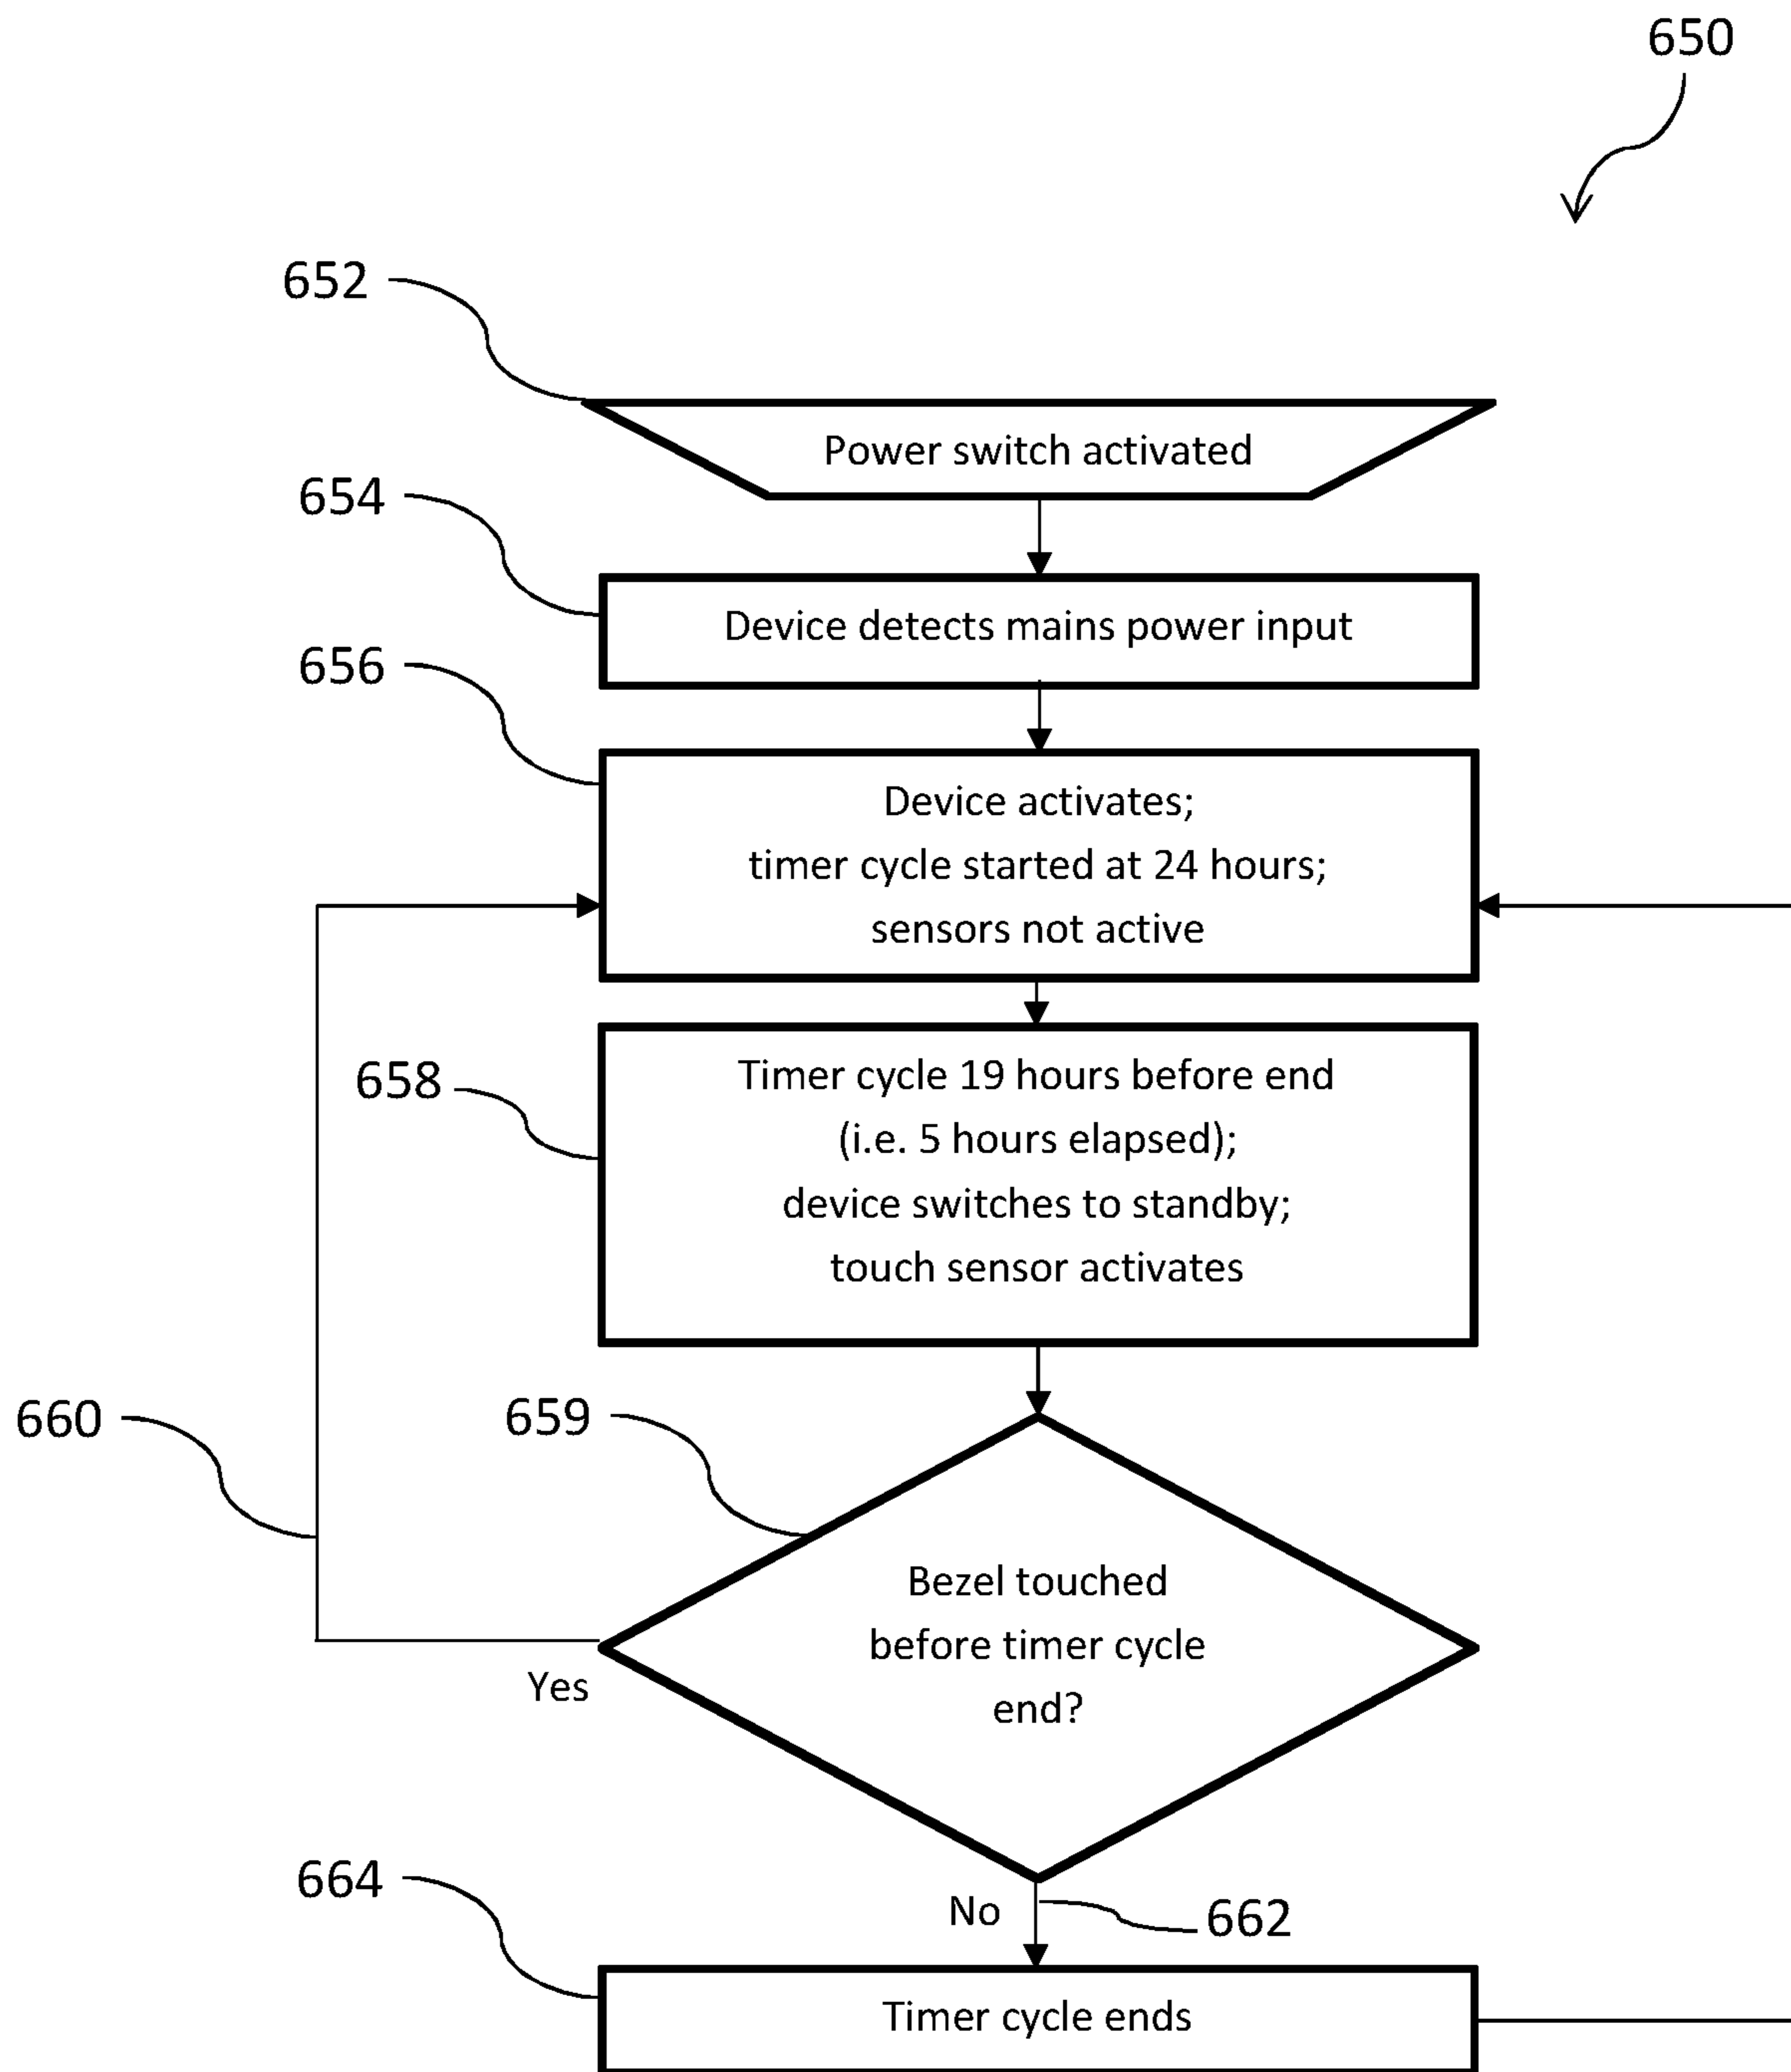 650
652
Power switch activated
654
Device detects mains power input
656
Device activates;
timer cycle started at 24 hours;
sensors not active
658
Timer cycle 19 hours before end
(i.e. 5 hours elapsed);
device switches to standby;
touch sensor activates
660
659
Bezel touched
before timer cycle
end?
Yes
664
No
662
Timer cycle ends